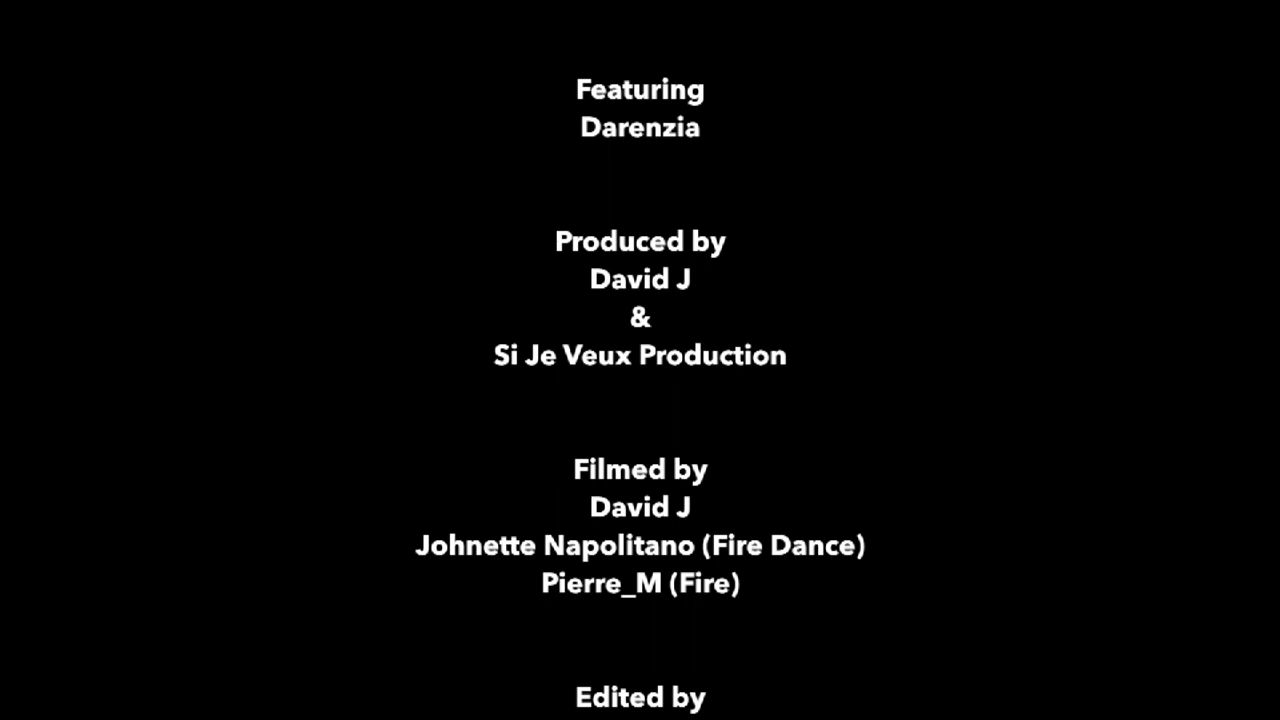 Featuring
Darenzia
Produced by
David J
&
Si Je Veux Production
Filmed by
David J
Johnette Napolitano (Fire Dance)
Pierre_M (Fire)
Edited by